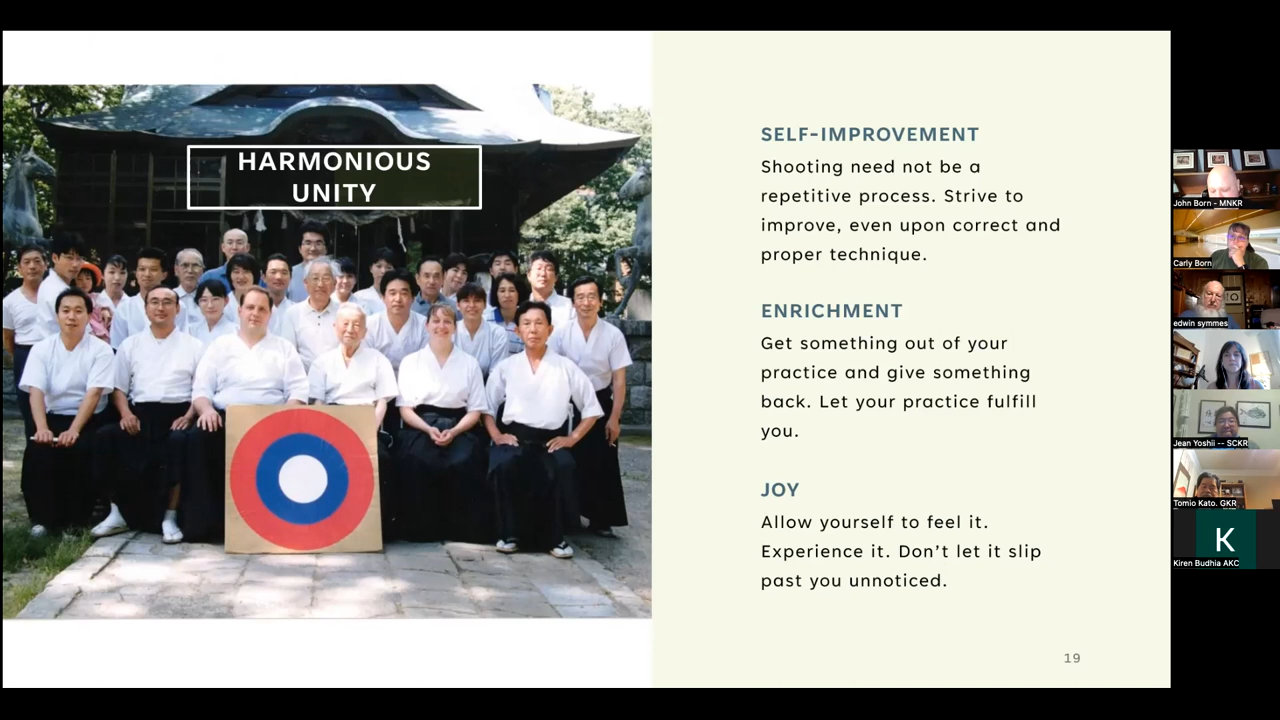 HARMONIOUS
UNITY
SELF-IMPROVEMENT
Shooting need not be a
repetitive process. Strive to
improve, even upon correct and
proper technique.
ENRICHMENT
Get something out of your
practice and give something
back. Let your practice fulfill
you.
JOY
Allow yourself to feel it.
Experience it. Don’t let it slip
past you unnoticed.
19
John Born - MNKR
Carly Born
edwin symmes
Jean Yoshii -- SCKR
Tomio Kato. GKR
K
Kiren Budhia AKC